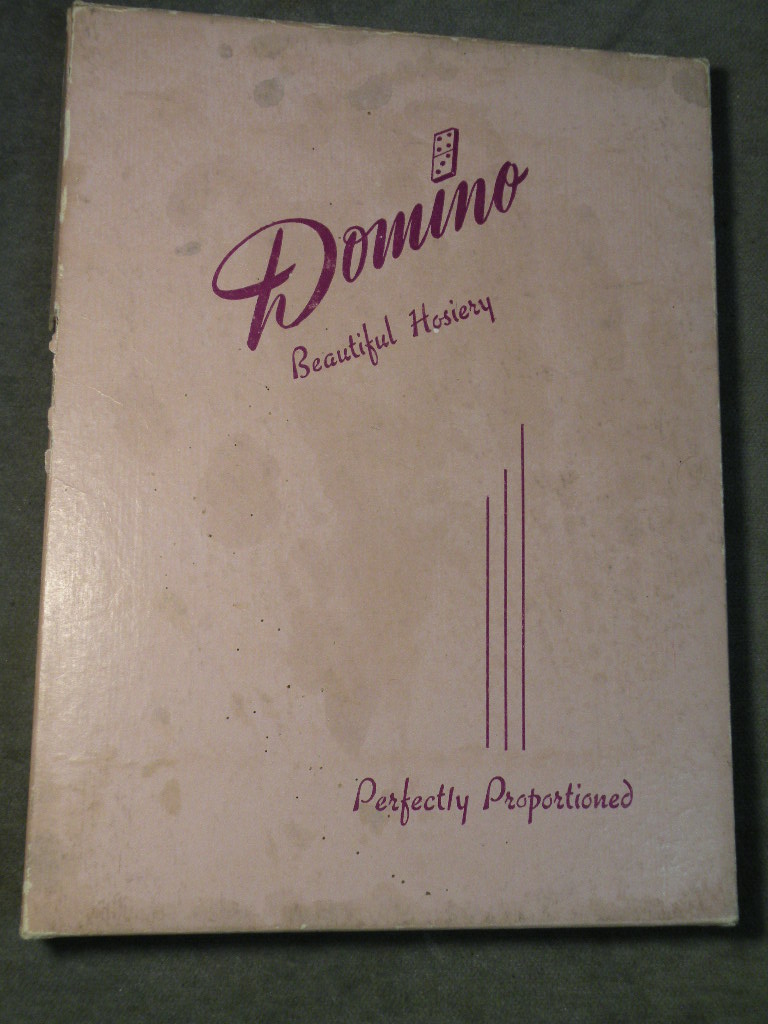 Domino
Beautiful Hosiery
Perfectly Proportioned